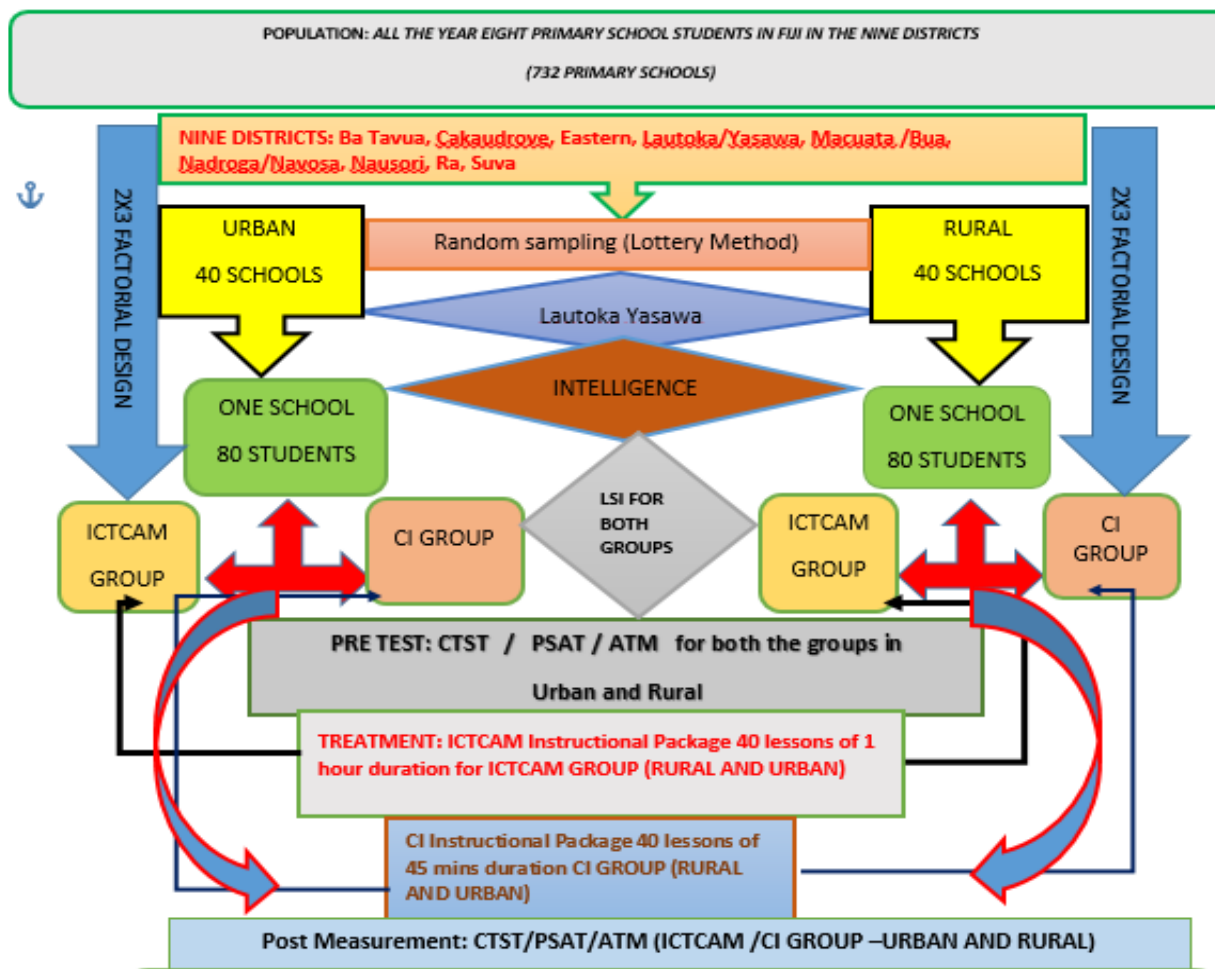 POPULATION: ALL THE YEAR EIGHT PRIMARY SCHOOL STUDENTS IN FIJI IN THE NINE DISTRICTS
(732 PRIMARY SCHOOLS)
NINE DISTRICTS: Ba Tavua, Cakaudrove, Eastern, Lautoka/Yasawa, Macuata /Bua,
Nadroga/Navosa, Nausori, Ra, Suva
2X3 FACTORIAL DESIGN
URBAN
40 SCHOOLS
Random sampling (Lottery Method)
RURAL
40 SCHOOLS
2X3 FACTORIAL DESIGN
Lautoka Yasawa
INTELLIGENCE
ONE SCHOOL
80 STUDENTS
ONE SCHOOL
80 STUDENTS
ICTCAM
GROUP
CI GROUP
LSI FOR
BOTH
GROUPS
ICTCAM
GROUP
CI
GROUP
PRE TEST: CTST / PSAT / ATM for both the groups in
Urban and Rural
TREATMENT: ICTCAM Instructional Package 40 lessons of 1
hour duration for ICTCAM GROUP (RURAL AND URBAN)
CI Instructional Package 40 lessons of
45 mins duration CI GROUP (RURAL
AND URBAN)
Post Measurement: CTST/PSAT/ATM (ICTCAM /CI GROUP –URBAN AND RURAL)